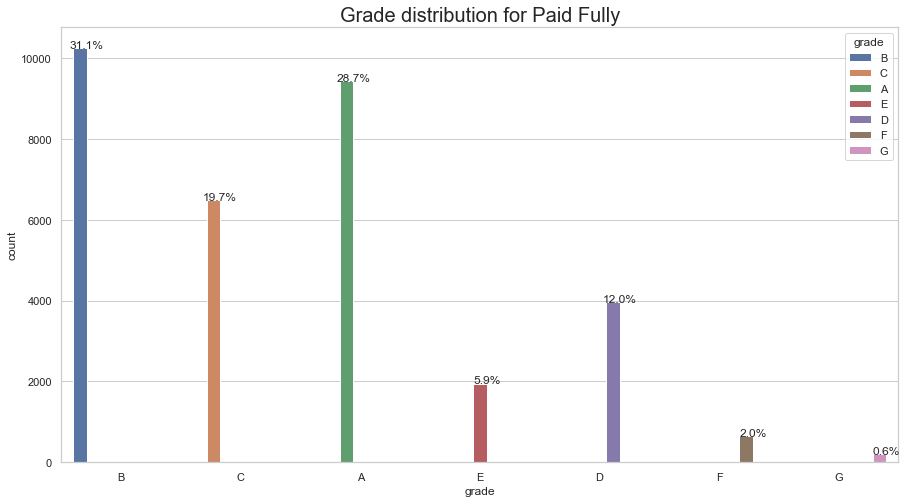 Grade distribution for Paid Fully
grade
B
C
A
E
D
F
G
31.1%
19.7%
28.7%
5.9%
12.0%
2.0%
0.6%
10000
8000
6000
4000
2000
0
count
B C A E D F G
grade